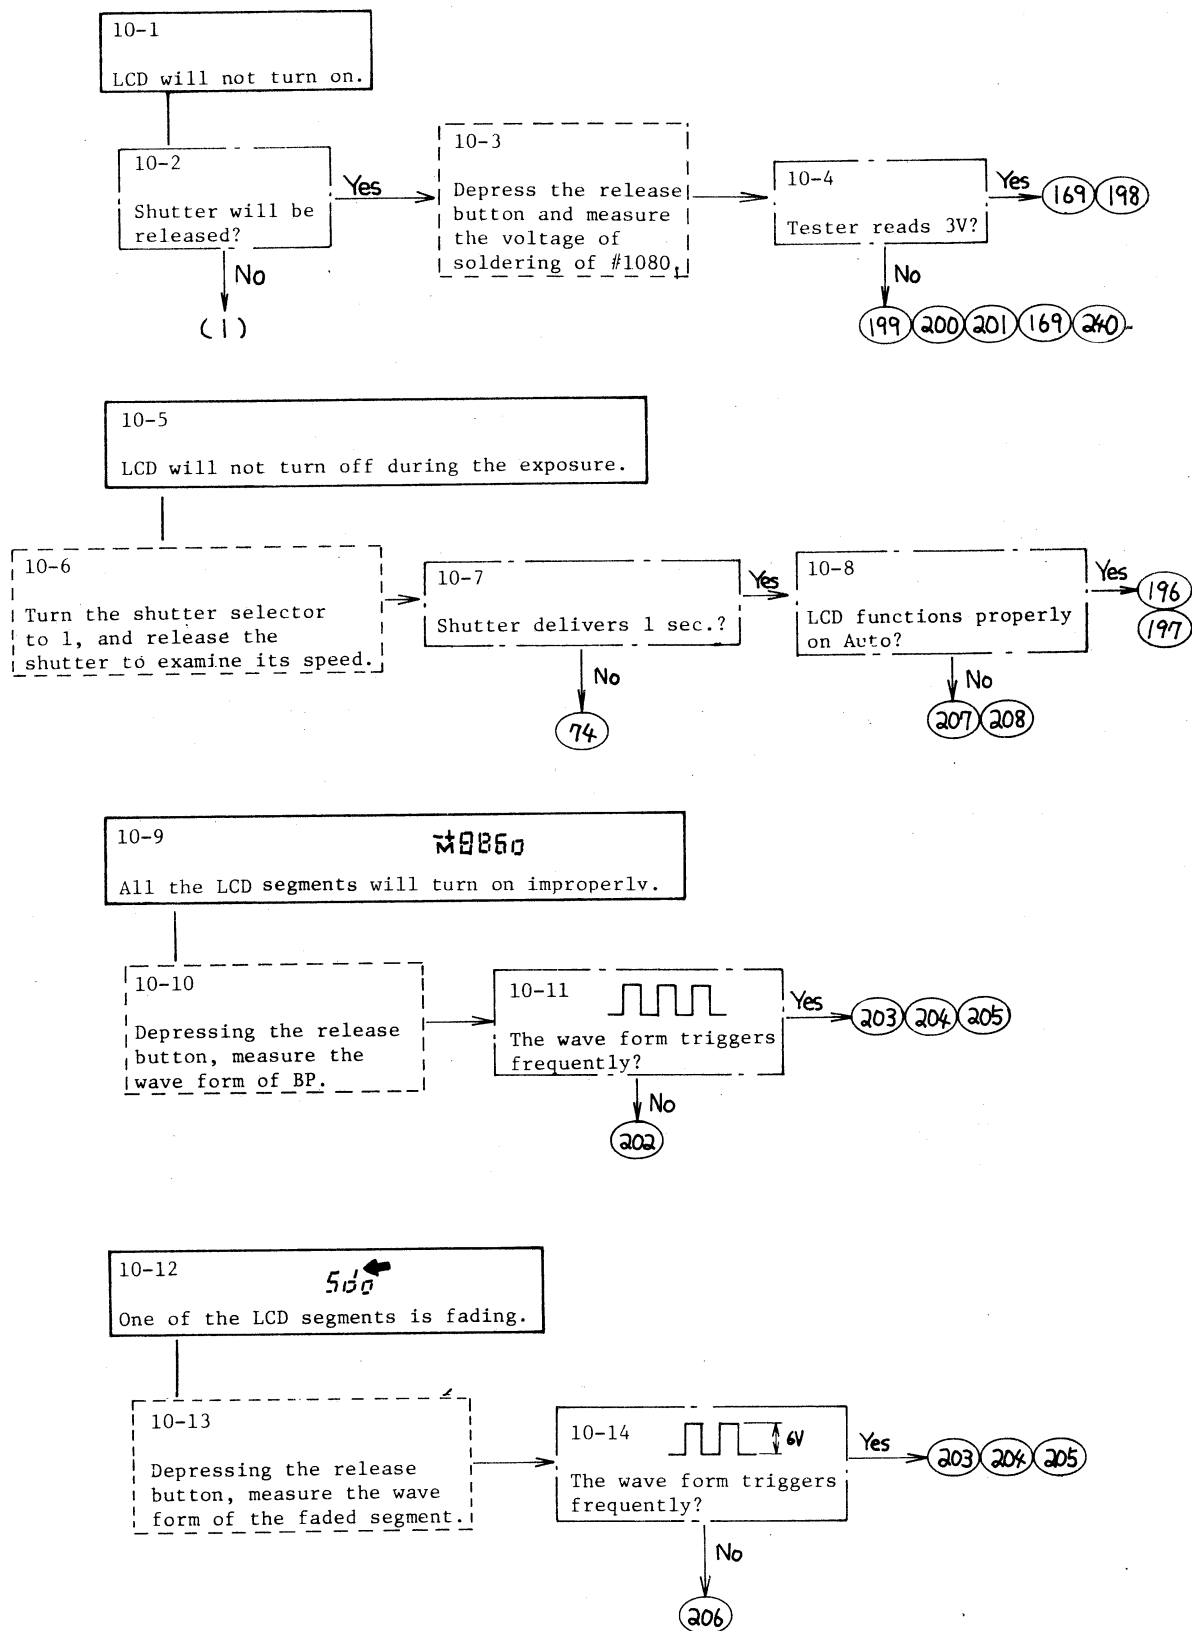 10-1
LCD will not turn on.
10-2
Shutter will be
released?
Yes
No
(1)
10-3
Depress the release
button and measure
the voltage of
soldering of #1080.
10-4
Tester reads 3V?
Yes
169 198
No
199 200 201 169 240
10-5
LCD will not turn off during the exposure.
10-6
Turn the shutter selector
to 1, and release the
shutter to examine its speed.
10-7
Shutter delivers 1 sec.?
Yes
No
74
10-8
LCD functions properly
on Auto?
Yes
196
197
No
207 208
10-9
All the LCD segments will turn on improperly.
10-10
Depressing the release
button, measure the
wave form of BP.
10-11
The wave form triggers
frequently?
Yes
203 204 205
No
202
10-12
One of the LCD segments is fading.
10-13
Depressing the release
button, measure the wave
form of the faded segment.
10-14
6V
The wave form triggers
frequently?
Yes
203 204 205
No
206